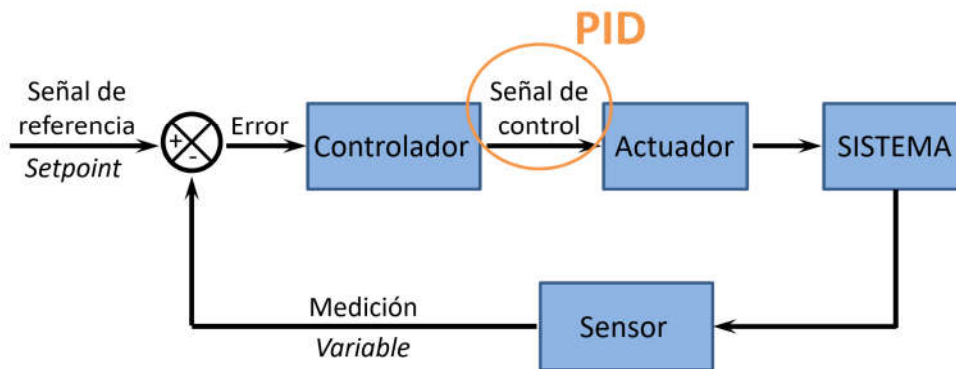 PID
Señal de
referencia
Setpoint
+
-
Error
Controlador
Señal de
control
Actuador
SISTEMA
Medición
Variable
Sensor